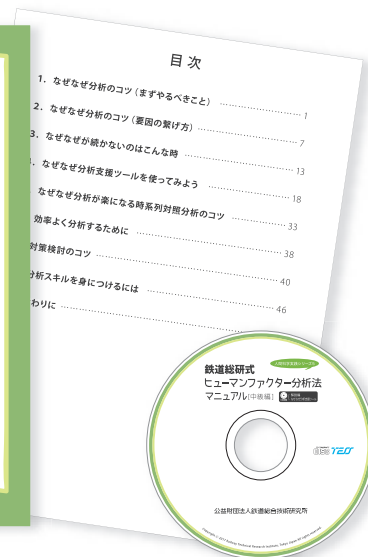 目次
1. なぜなぜ分析のコツ（まずやるべきこと） 1
2. なぜなぜ分析のコツ（要因の繋げ方） 7
3. なぜなぜが続かないのはこんな時 13
. なぜなぜ分析支援ツールを使ってみよう 18
なぜなぜ分析が楽になる時系列対照分析のコツ 33
効率よく分析するために 38
対策検討のコツ 40
分析スキルを身につけるには 46
わりに
鉄道総研式
ヒューマンファクター分析法
マニュアル[中級編]
公益財団法人鉄道総合技術研究所